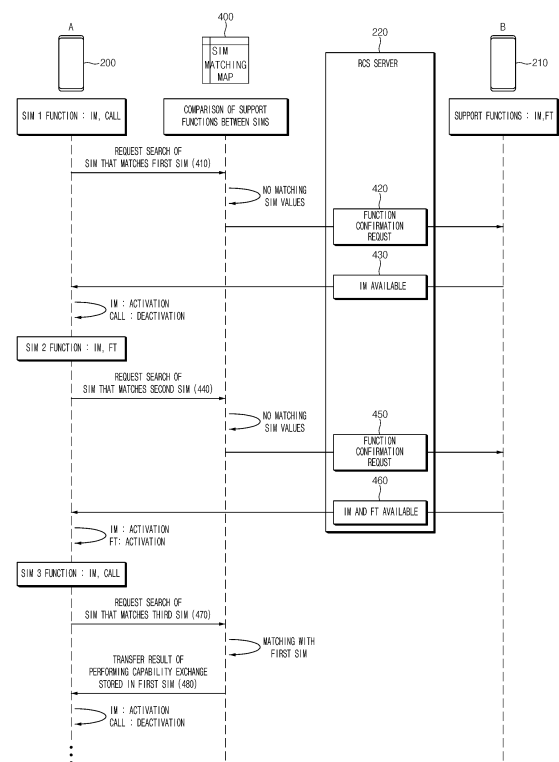 A
400
220
B
200
SIM
MATCHING
MAP
RCS SERVER
210
SIM 1 FUNCTION : IM, CALL
COMPARISON OF SUPPORT
FUNCTIONS BETWEEN SIMS
SUPPORT FUNCTIONS : IM,FT
REQUEST SEARCH OF
SIM THAT MATCHES FIRST SIM (410)
NO MATCHING
SIM VALUES
420
FUNCTION
CONFIRMATION
REQUST
430
IM AVAILABLE
IM : ACTIVATION
CALL : DEACTIVATION
SIM 2 FUNCTION : IM, FT
REQUEST SEARCH OF
SIM THAT MATCHES SECOND SIM (440)
NO MATCHING
SIM VALUES
450
FUNCTION
CONFIRMATION
REQUST
460
IM AND FT AVAILABLE
IM : ACTIVATION
FT: ACTIVATION
SIM 3 FUNCTION : IM, CALL
REQUEST SEARCH OF
SIM THAT MATCHES THIRD SIM (470)
MATCHING WITH
FIRST SIM
TRANSFER RESULT OF
PERFORMING CAPABILITY EXCHANGE
STORED IN FIRST SIM (480)
IM : ACTIVATION
CALL : DEACTIVATION